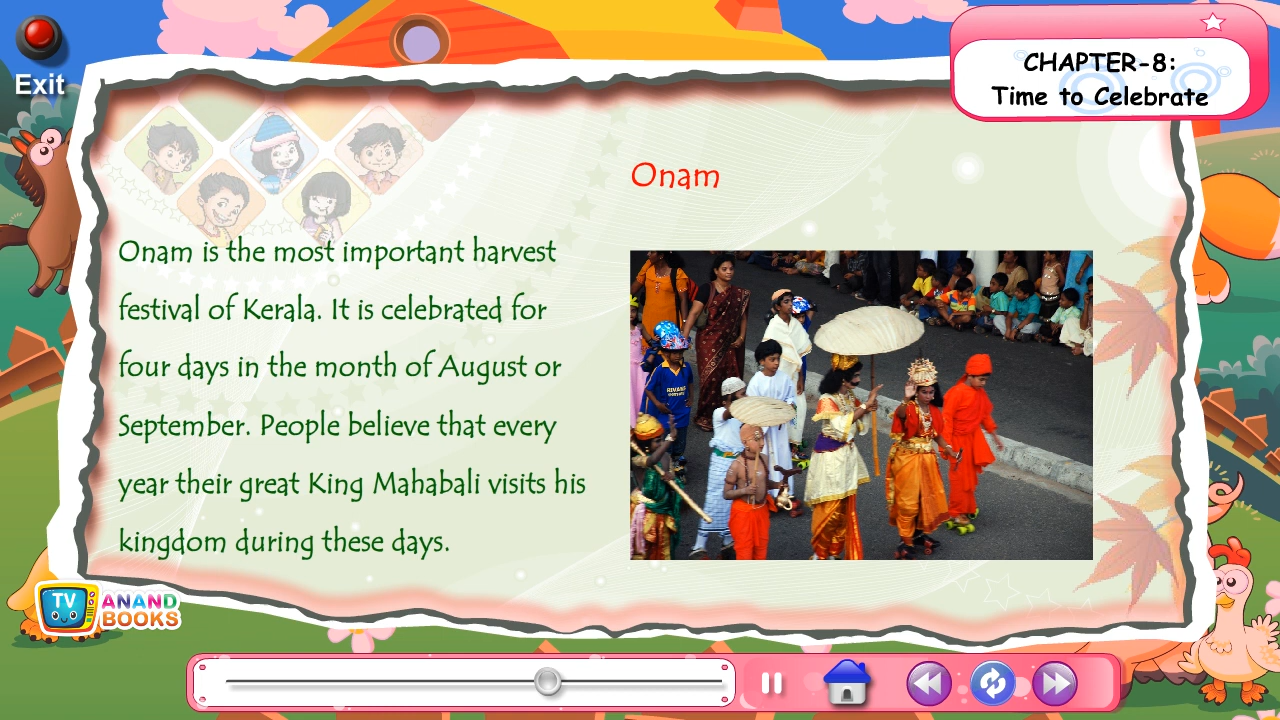 Exit
CHAPTER-8:
Time to Celebrate
Onam
Onam is the most important harvest
festival of Kerala. It is celebrated for
four days in the month of August or
September. People believe that every
year their great King Mahabali visits his
kingdom during these days.
TV
ANAND
BOOKS